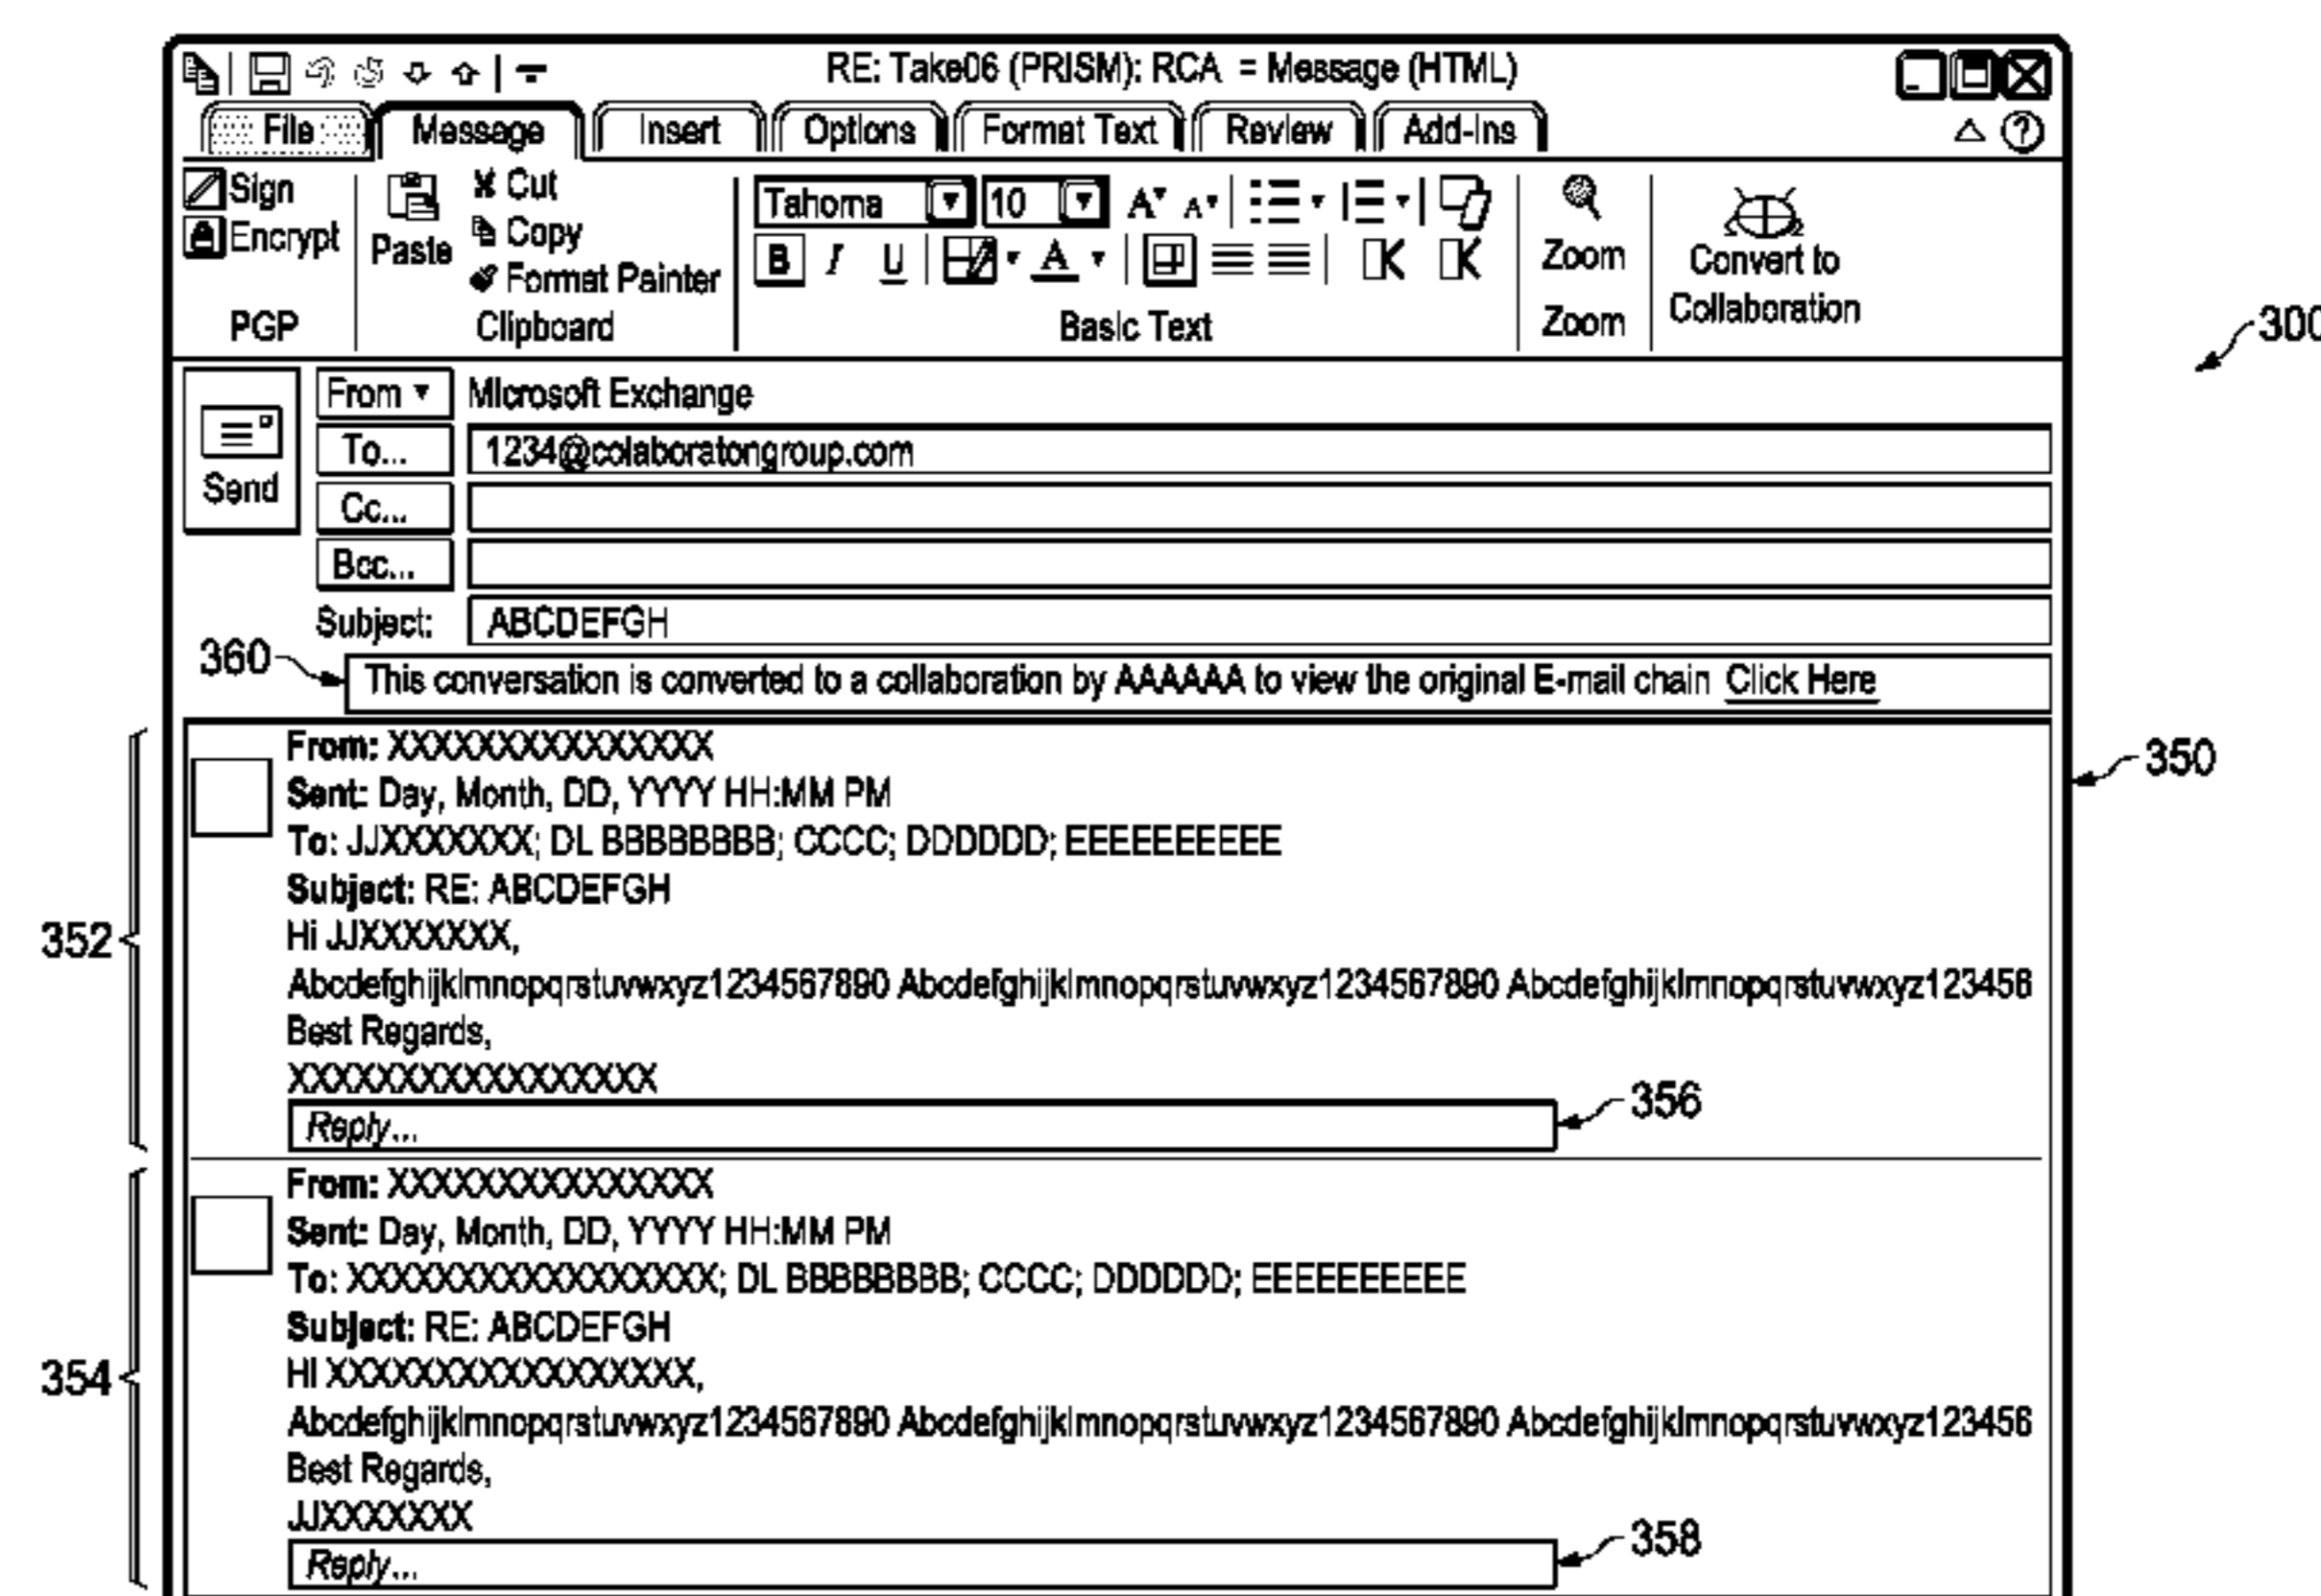 RE: Take06 (PRISM): RCA = Message (HTML)
File Message Insert Options Format Text Review Add-Ins
Sign
Encrypt
PGP
Paste
Cut
Copy
Format Painter
Clipboard
Tahoma 10
B I U A K K
Basic Text
Zoom
Zoom
Convert to
Collaboration
300
Send
From Microsoft Exchange
To... 1234@colaboratongroup.com
Cc...
Bcc...
Subject: ABCDEFGH
360
This conversation is converted to a collaboration by AAAAAA to view the original E-mail chain Click Here
350
352
From: XXXXXXXXXXXXXXX
Sent: Day, Month, DD, YYYY HH:MM PM
To: JJXXXXXXX; DL BBBBBBBB; CCCC; DDDDDD; EEEEEEEEEE
Subject: RE: ABCDEFGH
Hi JJXXXXXXX,
Abcdefghijklmnopqrstuvwxyz1234567890 Abcdefghijklmnopqrstuvwxyz1234567890 Abcdefghijklmnopqrstuvwxyz123456
Best Regards,
XXXXXXXXXXXXXXXXX
Reply...
356
354
From: XXXXXXXXXXXXXXX
Sent: Day, Month, DD, YYYY HH:MM PM
To: XXXXXXXXXXXXXXXXX; DL BBBBBBBB; CCCC; DDDDDD; EEEEEEEEEE
Subject: RE: ABCDEFGH
Hi XXXXXXXXXXXXXXXXX,
Abcdefghijklmnopqrstuvwxyz1234567890 Abcdefghijklmnopqrstuvwxyz1234567890 Abcdefghijklmnopqrstuvwxyz123456
Best Regards,
JJXXXXXXX
Reply...
358